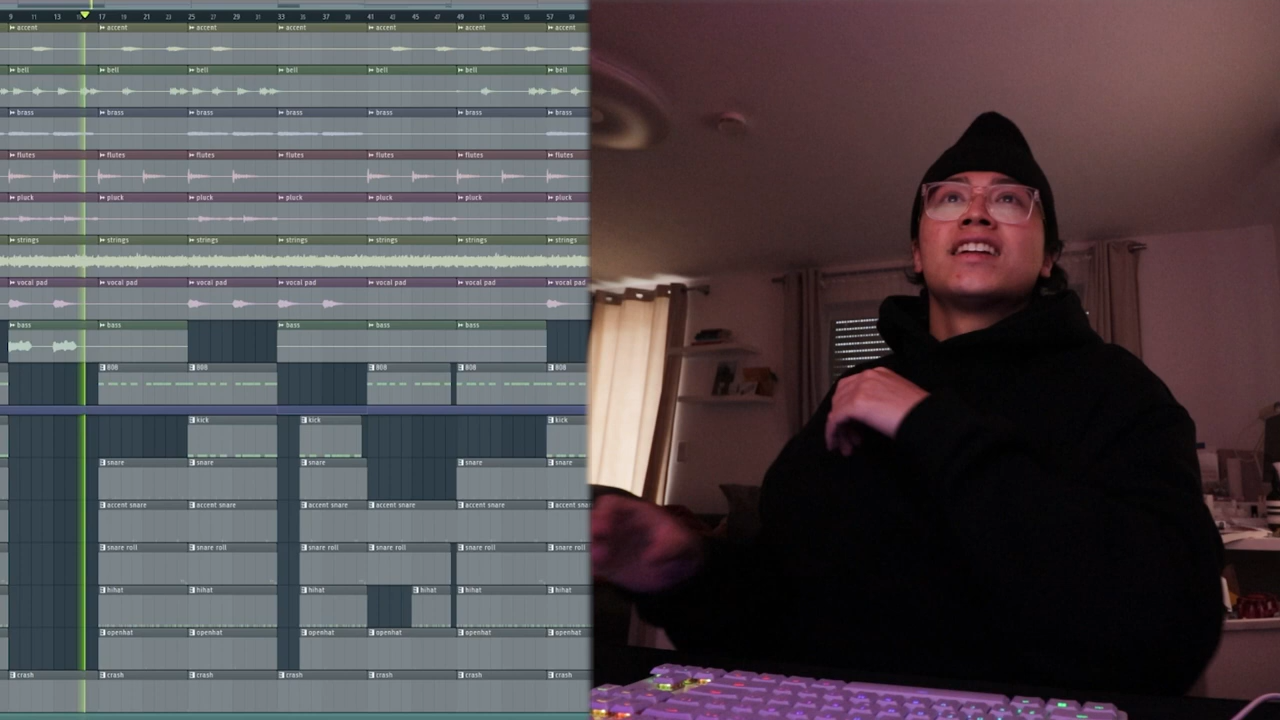 9 11 13 17 19 21 23 25 27 29 31 33 35 37 39 41 43 45 47 49 51 53 55 57 59
accent accent accent accent accent accent accent
bell bell bell bell bell bell bell
brass brass brass brass brass brass brass
flutes flutes flutes flutes flutes flutes flutes
pluck pluck pluck pluck pluck pluck pluck
strings strings strings strings strings strings strings
vocal pad vocal pad vocal pad vocal pad vocal pad vocal pad vocal pad
bass bass bass bass bass
808 808 808 808 808
kick kick kick
snare snare snare snare snare
accent snare accent snare accent snare accent snare accent snare accent sna
snare roll snare roll snare roll snare roll snare roll snare roll
hihat hihat hihat hihat hihat hihat
openhat openhat openhat openhat openhat openhat
crash crash crash crash crash crash crash